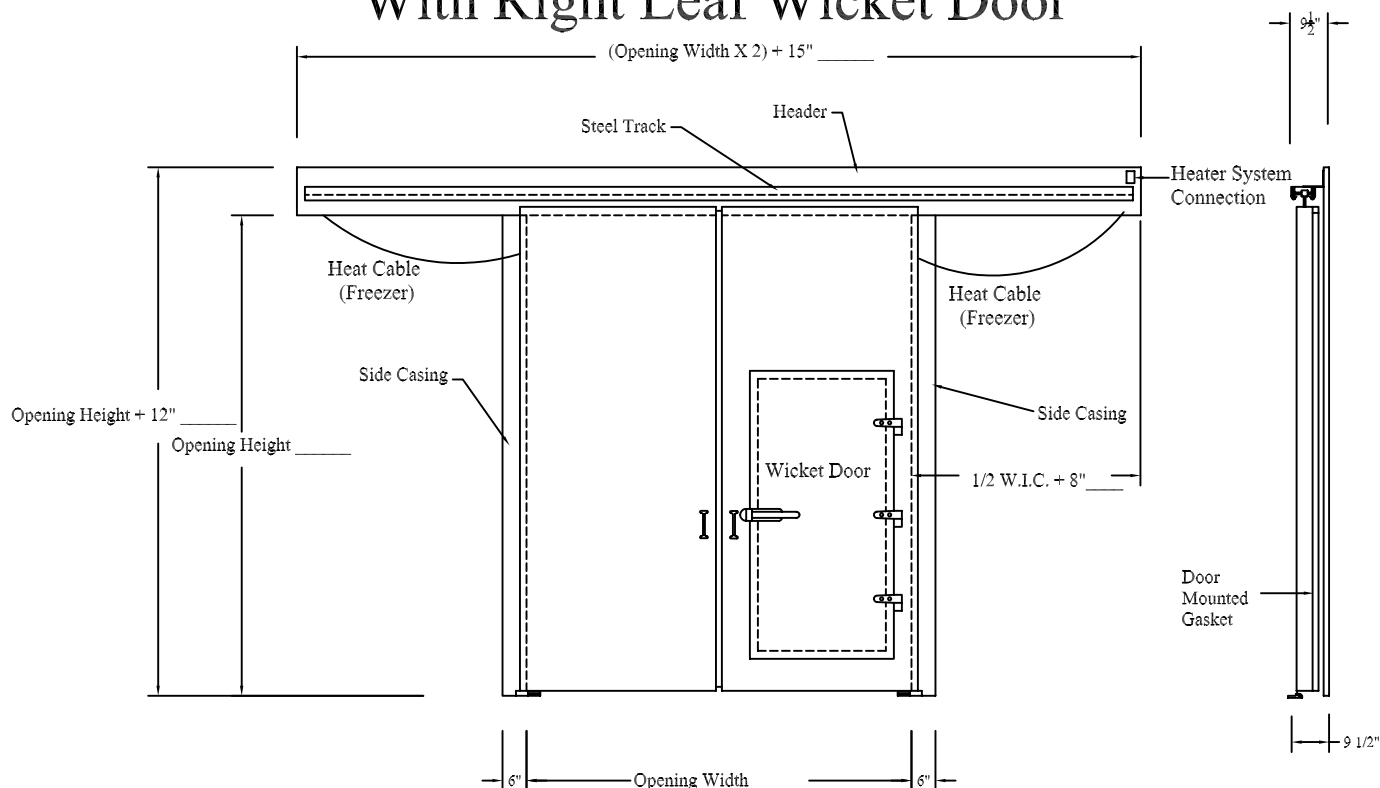 With Right Leaf Wicket Door
9 1/2"
(Opening Width X 2) + 15" ______
Header
Steel Track
Heater System
Connection
Heat Cable
(Freezer)
Heat Cable
(Freezer)
Side Casing
Side Casing
Opening Height + 12" ______
Opening Height ______
Wicket Door
1/2 W.I.C. + 8"____
Door
Mounted
Gasket
9 1/2"
6"
Opening Width
6"